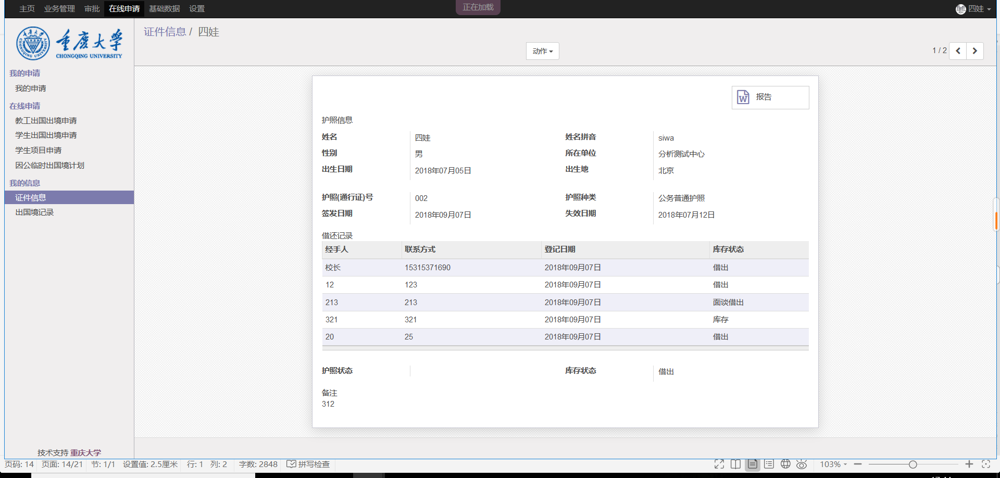 主页 业务管理 审批 在线申请 基础数据 设置 正在加载 四娃
重庆大学
CHONGQING UNIVERSITY
证件信息 / 四娃
动作
1 / 2
我的申请
我的申请
在线申请
教工出国出境申请
学生出国出境申请
学生项目申请
因公临时出国境计划
我的信息
证件信息
出国境记录
技术支持 重庆大学
报告
护照信息
姓名 四娃 姓名拼音 siwa
性别 男 所在单位 分析测试中心
出生日期 2018年07月05日 出生地 北京
护照(通行证)号 002 护照种类 公务普通护照
签发日期 2018年09月07日 失效日期 2018年07月12日
借还记录
经手人 联系方式 登记日期 库存状态
校长 15315371690 2018年09月07日 借出
12 123 2018年09月07日 借出
213 213 2018年09月07日 面谈借出
321 321 2018年09月07日 库存
20 25 2018年09月07日 借出
护照状态 库存状态 借出
备注
312
页码: 14 页面: 14/21 节: 1/1 设置值: 2.5厘米 行: 1 列: 2 字数: 2848 拼写检查 103%